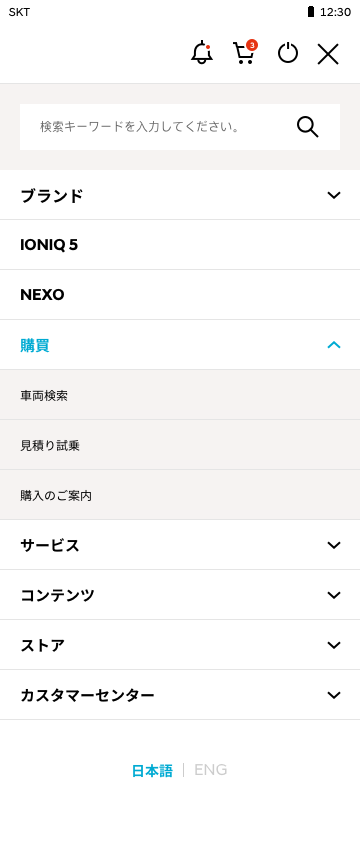 SKT 12:30
3
検索キーワードを入力してください。
ブランド
IONIQ 5
NEXO
購買
車両検索
見積り試乗
購入のご案内
サービス
コンテンツ
ストア
カスタマーセンター
日本語 ENG